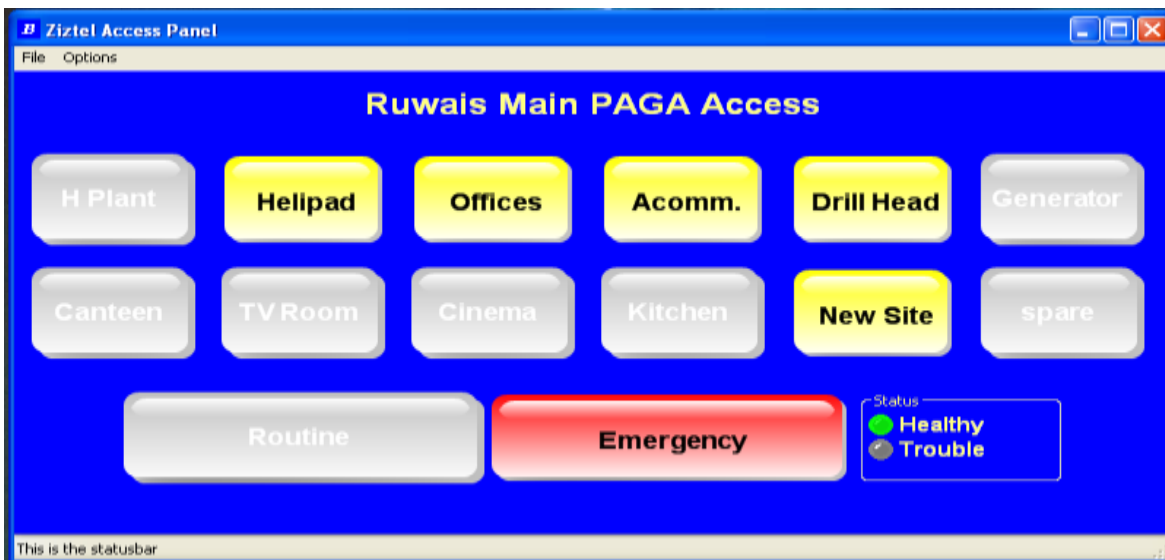 Ziztel Access Panel
File Options
Ruwais Main PAGA Access
H Plant Helipad Offices Acomm. Drill Head Generator
Canteen TV Room Cinema Kitchen New Site spare
Routine Emergency
Status
Healthy
Trouble
This is the statusbar